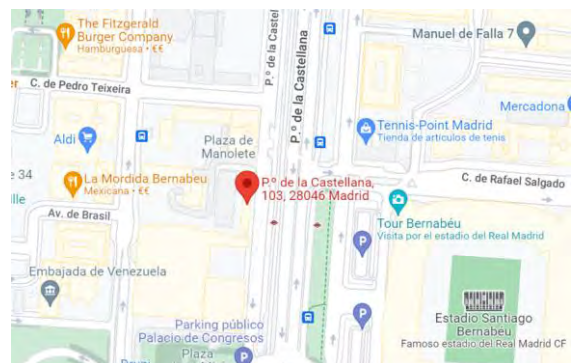 The Fitzgerald
Burger Company
Hamburguesa • €€
Manuel de Falla 7
P.º de la Castel
P.º de la Castellana
C. de Pedro Teixeira
Mercadona
Aldi
Plaza de
Manolete
Tennis-Point Madrid
Tienda de artículos de tenis
34
ille
La Mordida Bernabeu
Mexicana • €€
P.º de la Castellana,
103, 28046 Madrid
C. de Rafael Salgado
Av. de Brasil
Tour Bernabéu
Visita por el estadio del Real Madrid
Embajada de Venezuela
Estadio Santiago
Bernabéu
Famoso estadio del Real Madrid CF
Parking público
Palacio de Congresos
Plaza
P
P
P